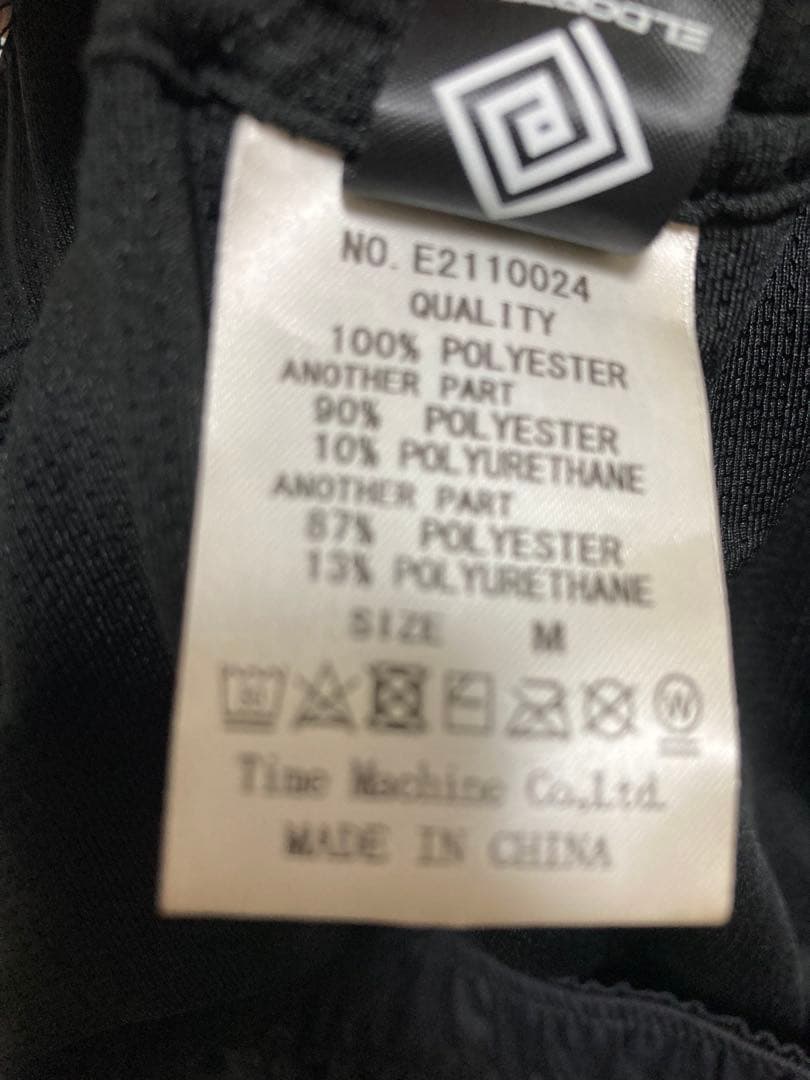 NO. E2110024
QUALITY
100% POLYESTER
ANOTHER PART
90% POLYESTER
10% POLYURETHANE
ANOTHER PART
87% POLYESTER
13% POLYURETHANE
SIZE M
W
Time Machine Co.,Ltd.
MADE IN CHINA